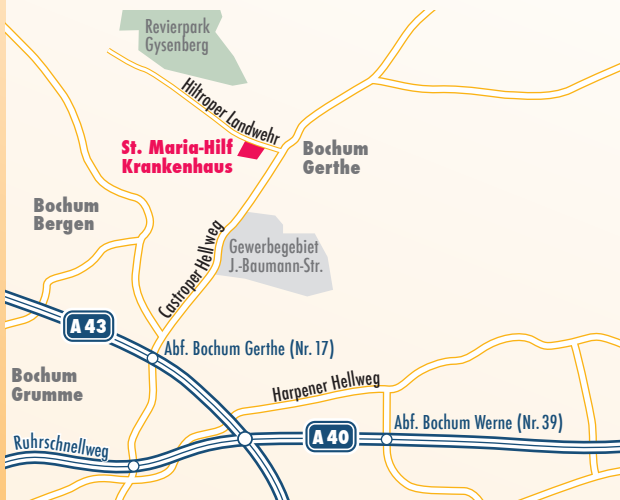 Revierpark
Gysenberg
Hiltroper Landwehr
St. Maria-Hilf
Krankenhaus
Bochum
Gerthe
Bochum
Bergen
Castroper Hellweg
Gewerbegebiet
J.-Baumann-Str.
A 43
Abf. Bochum Gerthe (Nr. 17)
Bochum
Grumme
Harpener Hellweg
Abf. Bochum Werne (Nr. 39)
A 40
Ruhrschnellweg